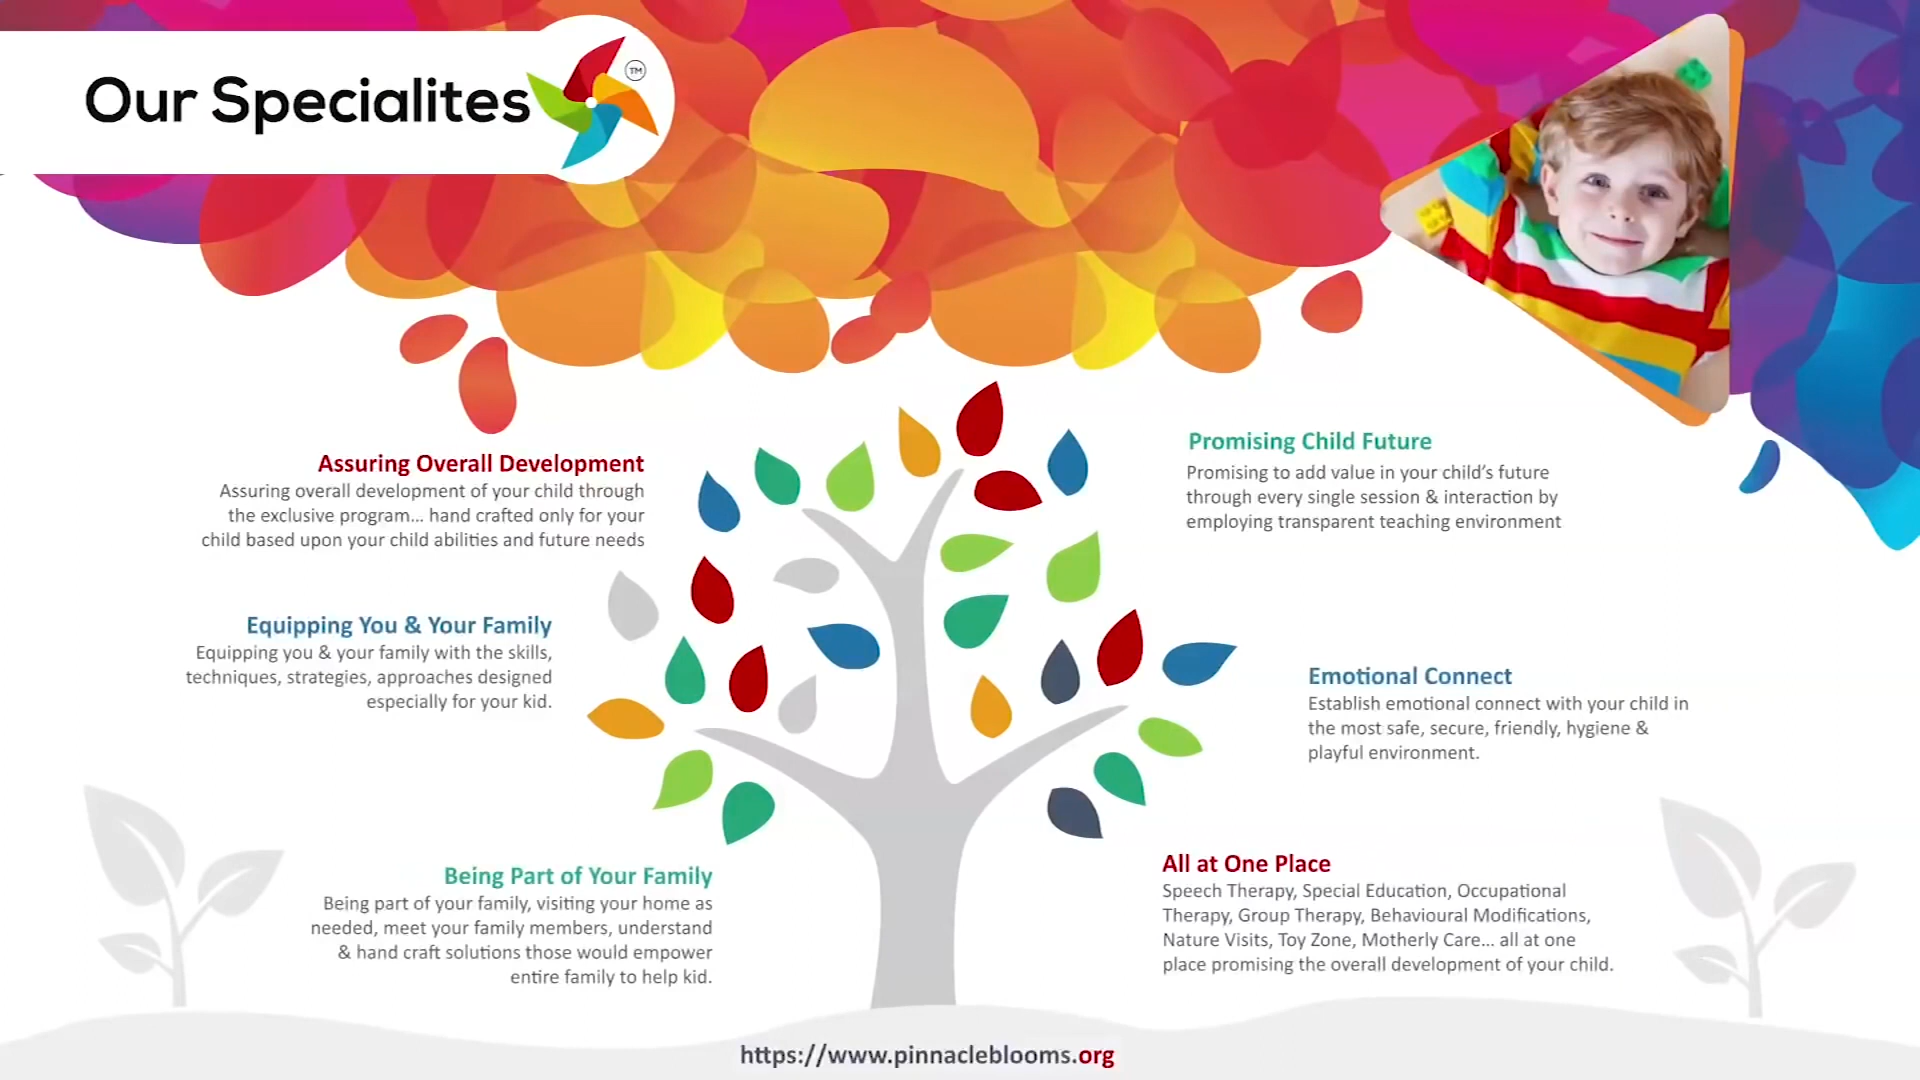 Our Specialites
TM
Assuring Overall Development
Assuring overall development of your child through
the exclusive program... hand crafted only for your
child based upon your child abilities and future needs
Equipping You & Your Family
Equipping you & your family with the skills,
techniques, strategies, approaches designed
especially for your kid.
Being Part of Your Family
Being part of your family, visiting your home as
needed, meet your family members, understand
& hand craft solutions those would empower
entire family to help kid.
Promising Child Future
Promising to add value in your child's future
through every single session & interaction by
employing transparent teaching environment
Emotional Connect
Establish emotional connect with your child in
the most safe, secure, friendly, hygiene &
playful environment.
All at One Place
Speech Therapy, Special Education, Occupational
Therapy, Group Therapy, Behavioural Modifications,
Nature Visits, Toy Zone, Motherly Care... all at one
place promising the overall development of your child.
https://www.pinnacleblooms.org